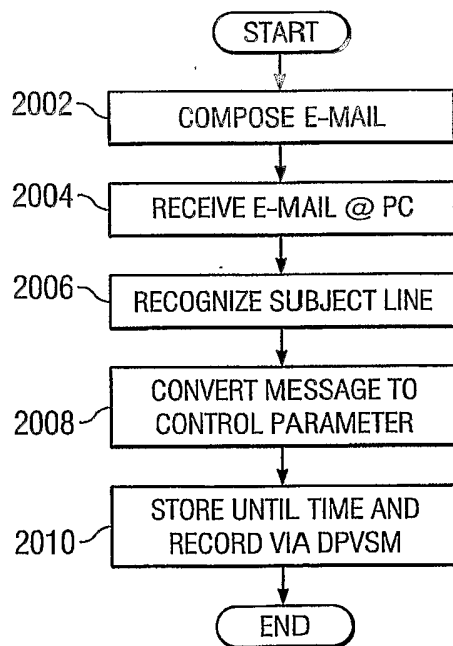 START
2002
COMPOSE E-MAIL
2004
RECEIVE E-MAIL @ PC
2006
RECOGNIZE SUBJECT LINE
2008
CONVERT MESSAGE TO
CONTROL PARAMETER
2010
STORE UNTIL TIME AND
RECORD VIA DPVSM
END